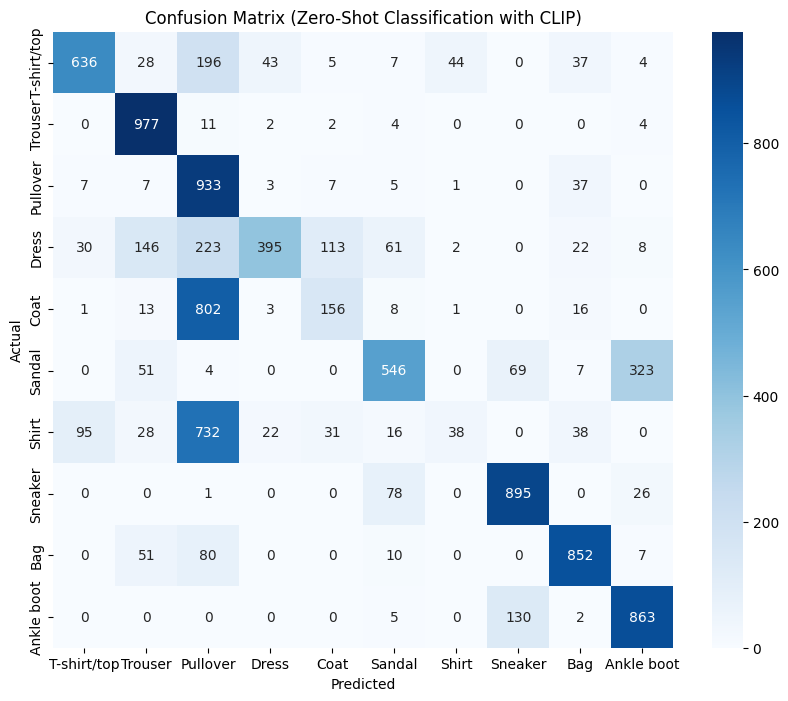 Confusion Matrix (Zero-Shot Classification with CLIP)
T-shirt/top 636 28 196 43 5 7 44 0 37 4
Trouser 0 977 11 2 2 4 0 0 0 4
Pullover 7 7 933 3 7 5 1 0 37 0
Dress 30 146 223 395 113 61 2 0 22 8
Coat 1 13 802 3 156 8 1 0 16 0
Sandal 0 51 4 0 0 546 0 69 7 323
Shirt 95 28 732 22 31 16 38 0 38 0
Sneaker 0 0 1 0 0 78 0 895 0 26
Bag 0 51 80 0 0 10 0 0 852 7
Ankle boot 0 0 0 0 0 5 0 130 2 863
Actual
T-shirt/top Trouser Pullover Dress Coat Sandal Shirt Sneaker Bag Ankle boot
Predicted
800
600
400
200
0